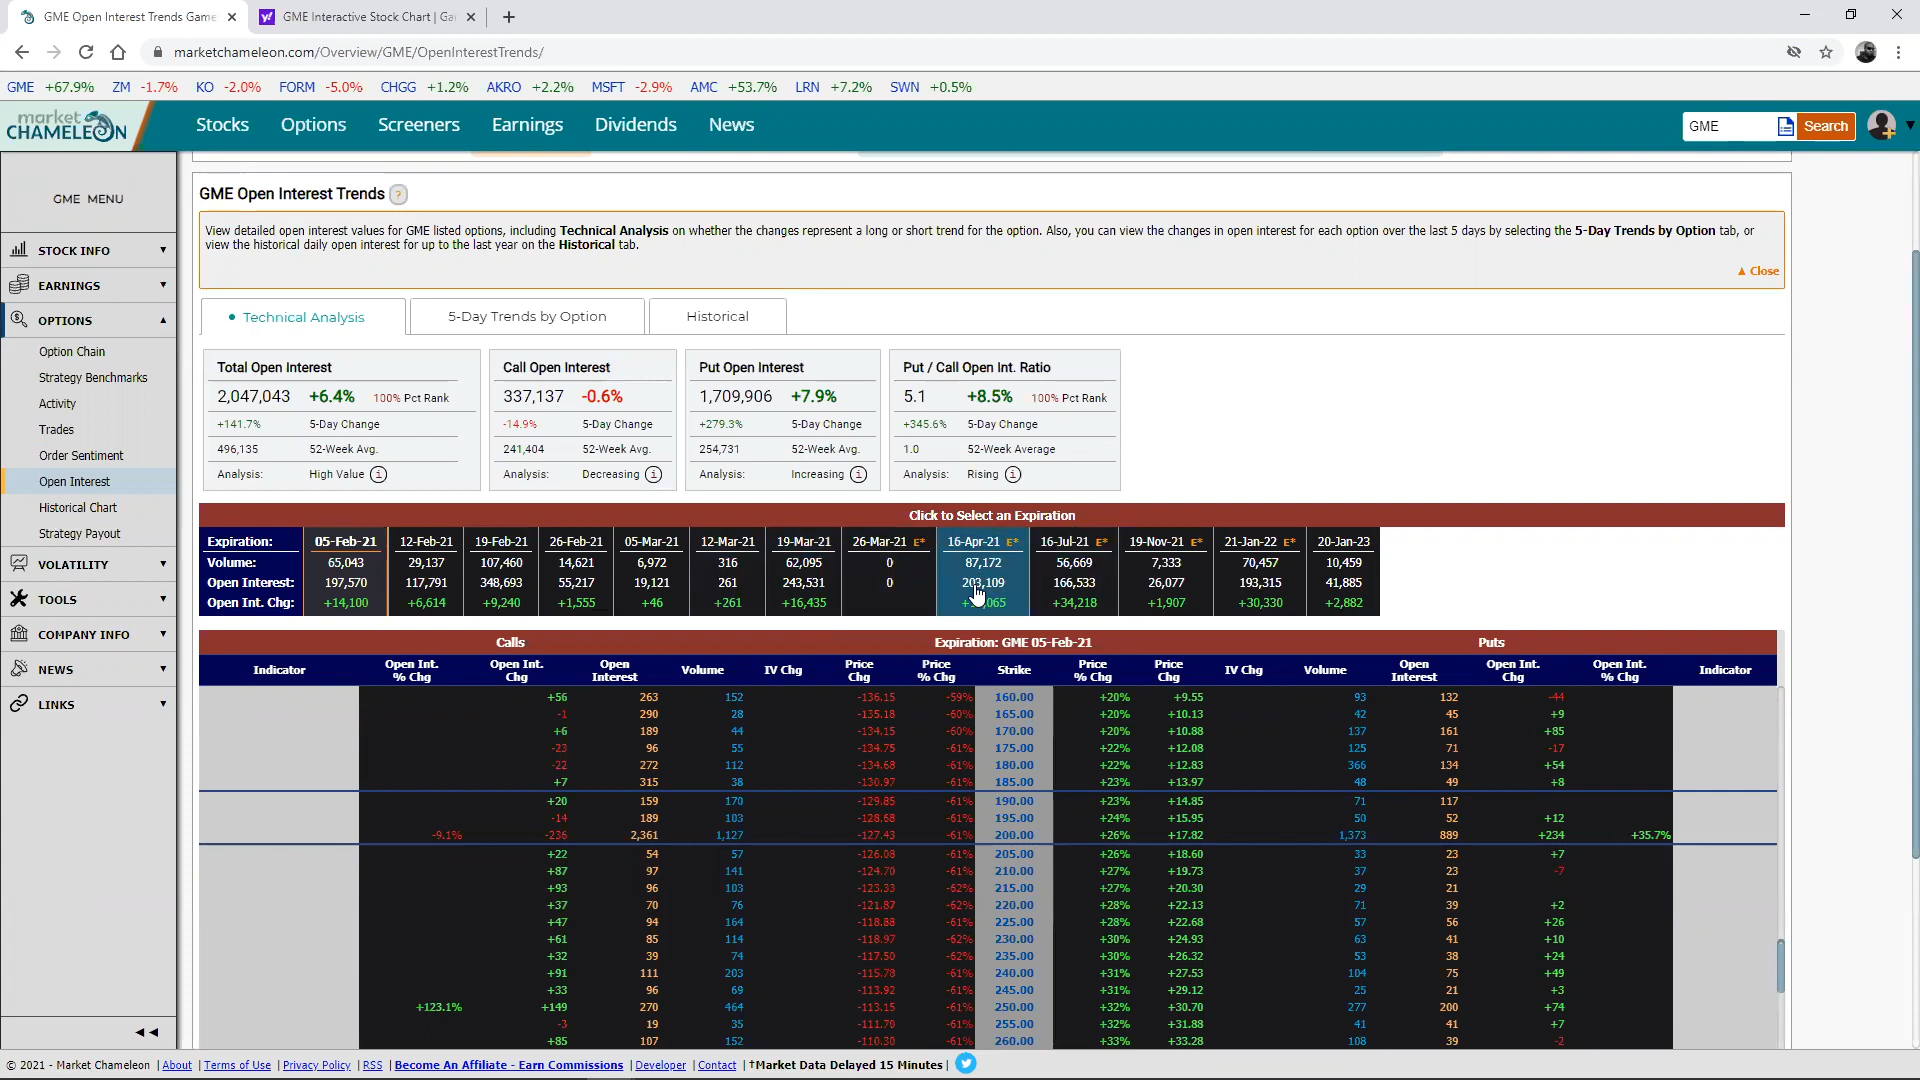 GME Open Interest Trends Game
GME Interactive Stock Chart | Ga
marketchameleon.com/Overview/GME/OpenInterestTrends/
GME +67.9% ZM -1.7% KO -2.0% FORM -5.0% CHGG +1.2% AKRO +2.2% MSFT -2.9% AMC +53.7% LRN +7.2% SWN +0.5%
market CHAMELEON
Stocks Options Screeners Earnings Dividends News
GME Search
GME MENU
STOCK INFO
EARNINGS
OPTIONS
Option Chain
Strategy Benchmarks
Activity
Trades
Order Sentiment
Open Interest
Historical Chart
Strategy Payout
VOLATILITY
TOOLS
COMPANY INFO
NEWS
LINKS
GME Open Interest Trends ?
View detailed open interest values for GME listed options, including Technical Analysis on whether the changes represent a long or short trend for the option. Also, you can view the changes in open interest for each option over the last 5 days by selecting the 5-Day Trends by Option tab, or
view the historical daily open interest for up to the last year on the Historical tab.
▲ Close
• Technical Analysis 5-Day Trends by Option Historical
Total Open Interest
2,047,043 +6.4% 100% Pct Rank
+141.7% 5-Day Change
496,135 52-Week Avg.
Analysis: High Value i
Call Open Interest
337,137 -0.6%
-14.9% 5-Day Change
241,404 52-Week Avg.
Analysis: Decreasing i
Put Open Interest
1,709,906 +7.9%
+279.3% 5-Day Change
254,731 52-Week Avg.
Analysis: Increasing i
Put / Call Open Int. Ratio
5.1 +8.5% 100% Pct Rank
+345.6% 5-Day Change
1.0 52-Week Average
Analysis: Rising i
Click to Select an Expiration
Expiration: 05-Feb-21 12-Feb-21 19-Feb-21 26-Feb-21 05-Mar-21 12-Mar-21 19-Mar-21 26-Mar-21 E* 16-Apr-21 E* 16-Jul-21 E* 19-Nov-21 E* 21-Jan-22 E* 20-Jan-23
Volume: 65,043 29,137 107,460 14,621 6,972 316 62,095 0 87,172 56,669 7,333 70,457 10,459
Open Interest: 197,570 117,791 348,693 55,217 19,121 261 243,531 0 203,109 166,533 26,077 193,315 41,885
Open Int. Chg: +14,100 +6,614 +9,240 +1,555 +46 +261 +16,435 +34,218 +1,907 +30,330 +2,882
Calls Expiration: GME 05-Feb-21 Puts
Indicator Open Int. % Chg Open Int. Chg Open Interest Volume IV Chg Price Chg Price % Chg Strike Price % Chg Price Chg IV Chg Volume Open Interest Open Int. Chg Open Int. % Chg Indicator
+56 263 152 -136.15 -59% 160.00 +20% +9.55 93 132 -44
-1 290 28 -135.18 -60% 165.00 +20% +10.13 42 45 +9
+6 189 44 -134.15 -60% 170.00 +20% +10.88 137 161 +85
-23 96 55 -134.75 -61% 175.00 +22% +12.08 125 71 -17
-22 272 112 -134.68 -61% 180.00 +22% +12.83 366 134 +54
+7 315 38 -130.97 -61% 185.00 +23% +13.97 48 49 +8
+20 159 170 -129.85 -61% 190.00 +23% +14.85 71 117
-14 189 103 -128.68 -61% 195.00 +24% +15.95 50 52 +12
-9.1% -236 2,361 1,127 -127.43 -61% 200.00 +26% +17.82 1,373 889 +234 +35.7%
+22 54 57 -126.08 -61% 205.00 +26% +18.60 33 23 +7
+87 97 141 -124.70 -61% 210.00 +27% +19.73 37 23 -7
+93 96 103 -123.33 -62% 215.00 +27% +20.30 29 21
+37 70 76 -121.87 -62% 220.00 +28% +22.13 71 39 +2
+47 94 164 -118.88 -61% 225.00 +28% +22.68 57 56 +26
+61 85 114 -118.97 -62% 230.00 +30% +24.93 63 41 +10
+32 39 74 -117.50 -62% 235.00 +30% +26.32 53 38 +24
+91 111 203 -115.78 -61% 240.00 +31% +27.53 104 75 +49
+33 96 69 -113.92 -61% 245.00 +31% +29.12 25 21 +3
+123.1% +149 270 464 -113.15 -61% 250.00 +32% +30.70 277 200 +74
-3 19 35 -111.70 -61% 255.00 +32% +31.88 41 41 +7
+85 107 152 -110.30 -61% 260.00 +33% +33.28 108 39 -2
© 2021 - Market Chameleon | About | Terms of Use | Privacy Policy | RSS | Become An Affiliate - Earn Commissions | Developer | Contact | †Market Data Delayed 15 Minutes |